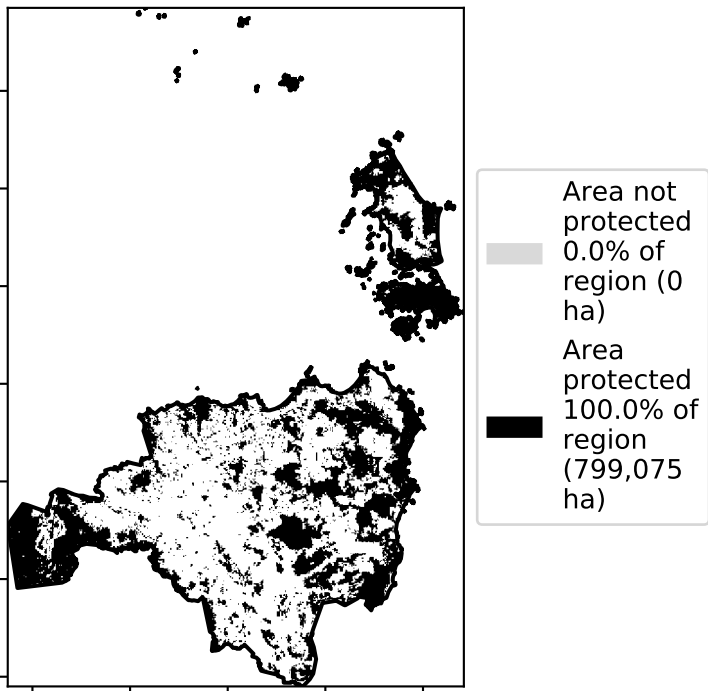 Area not
protected
0.0% of
region (0
ha)
Area
protected
100.0% of
region
(799,075
ha)